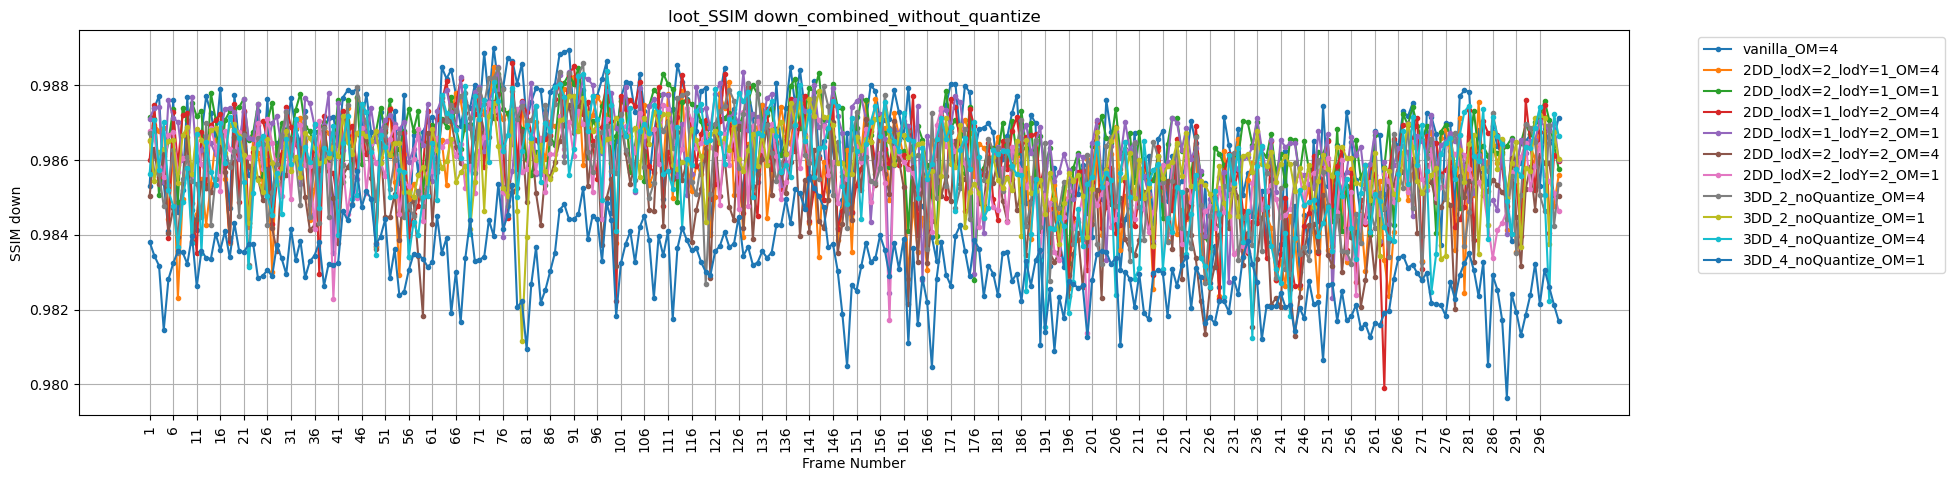 loot_SSIM down_combined_without_quantize
SSIM down
0.988
0.986
0.984
0.982
0.980
1 6 11 16 21 26 31 36 41 46 51 56 61 66 71 76 81 86 91 96 101 106 111 116 121 126 131 136 141 146 151 156 161 166 171 176 181 186 191 196 201 206 211 216 221 226 231 236 241 246 251 256 261 266 271 276 281 286 291 296
Frame Number
vanilla_OM=4
2DD_lodX=2_lodY=1_OM=4
2DD_lodX=2_lodY=1_OM=1
2DD_lodX=1_lodY=2_OM=4
2DD_lodX=1_lodY=2_OM=1
2DD_lodX=2_lodY=2_OM=4
2DD_lodX=2_lodY=2_OM=1
3DD_2_noQuantize_OM=4
3DD_2_noQuantize_OM=1
3DD_4_noQuantize_OM=4
3DD_4_noQuantize_OM=1